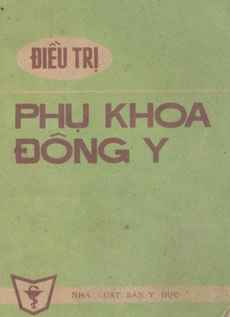 ĐIỀU TRỊ
PHỤ KHOA
ĐÔNG Y
NHÀ XUẤT BẢN Y HỌC